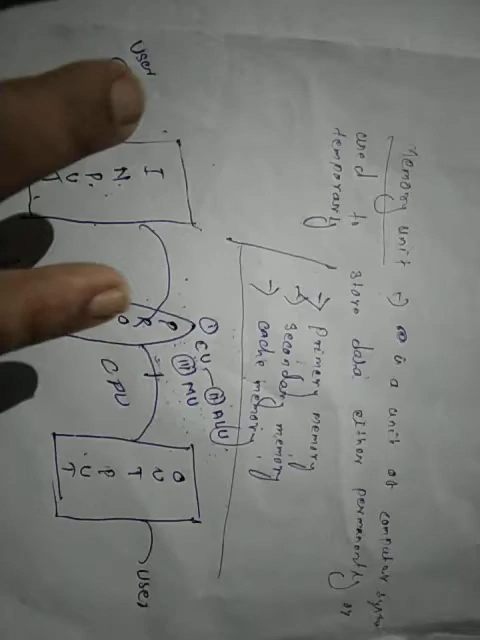 Memory unit → is a unit of computer system
used to store data either permanently or
temporarily
→ primary memory
→ secondary memory
→ cache memory
① CU ⅱ ALU
ⅲ MU
User
I
N
P
U
T
P
R
O
CPU
O
U
T
P
U
T
User